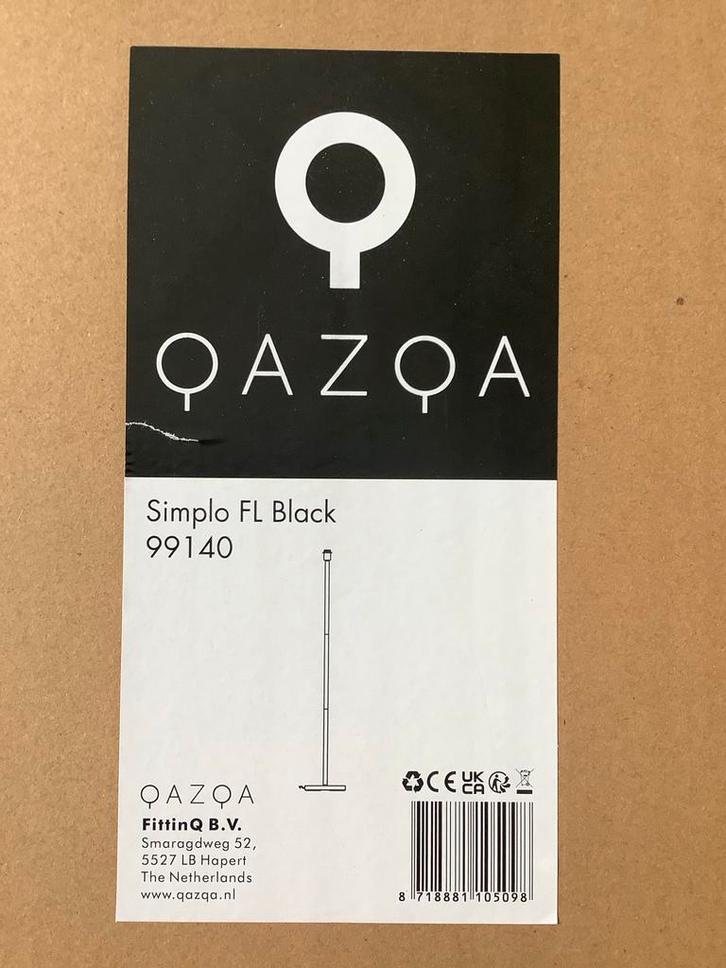 QAZQA
Simplo FL Black
99140
QAZQA
FittinQ B.V.
Smaragdweg 52,
5527 LB Hapert
The Netherlands
www.qazqa.nl
CE UK CA
8 718881 105098